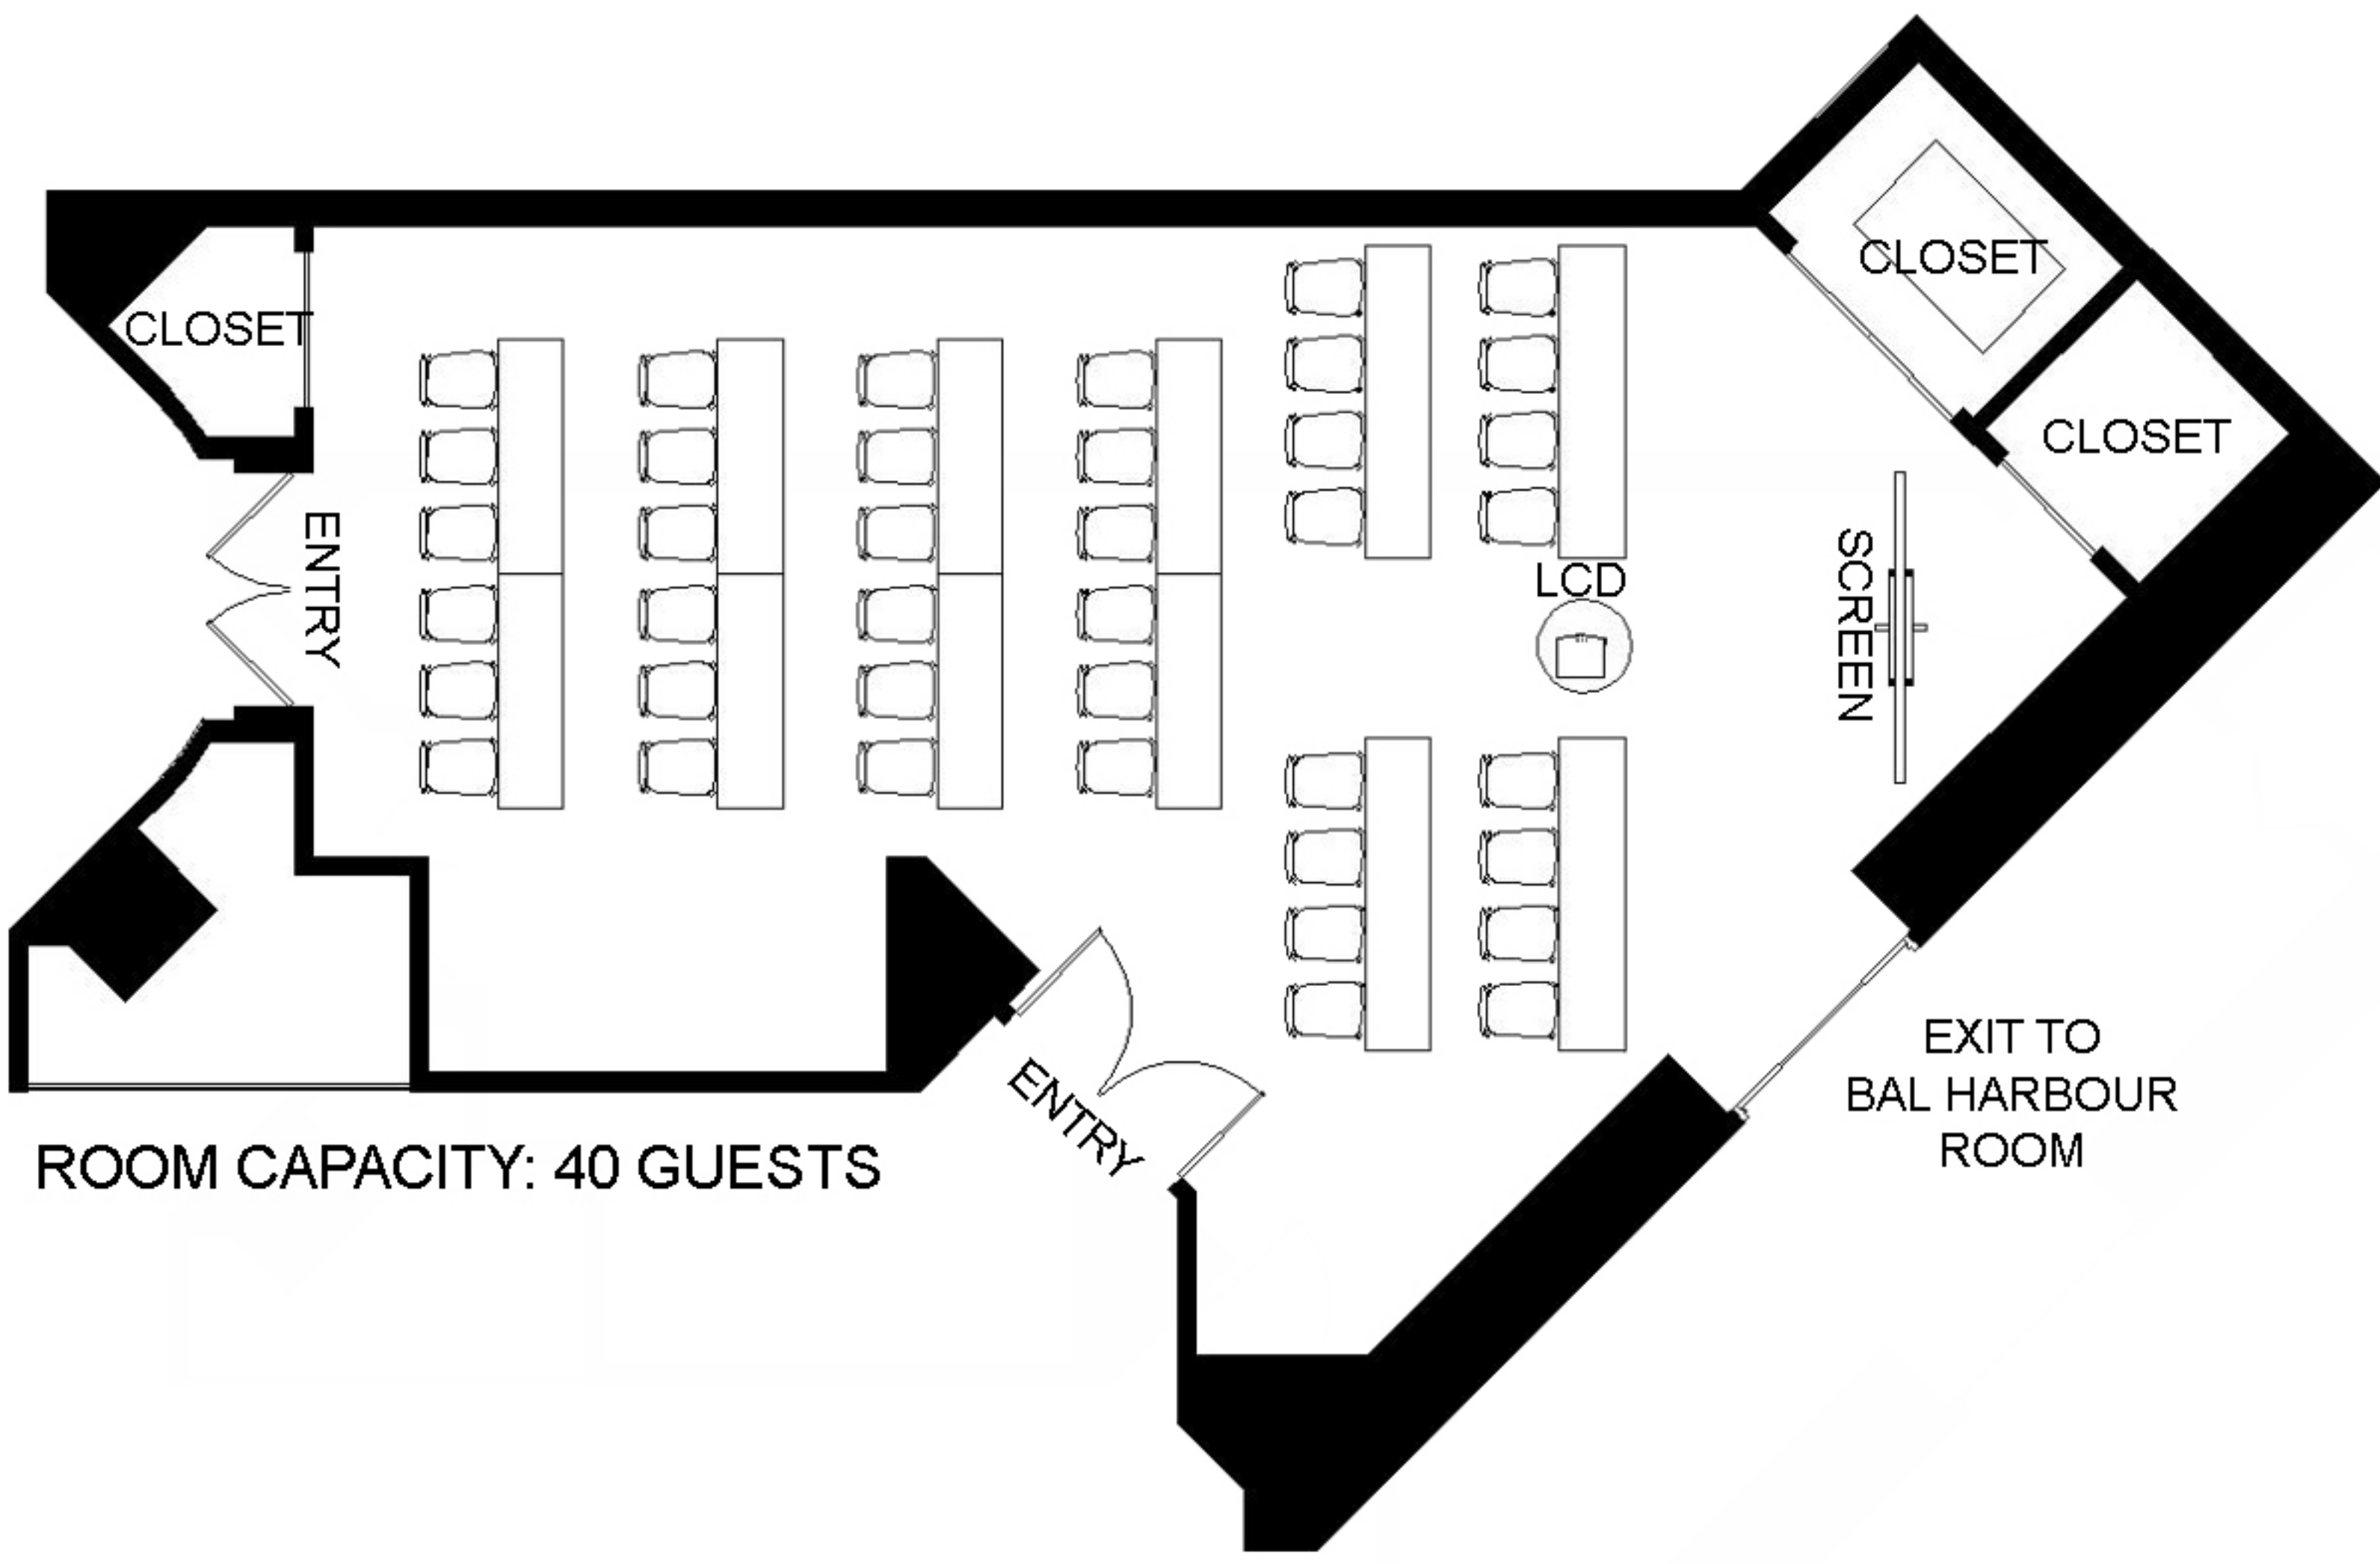 CLOSET
CLOSET
CLOSET
ENTRY
LCD
SCREEN
ENTRY
EXIT TO
BAL HARBOUR
ROOM
ROOM CAPACITY: 40 GUESTS